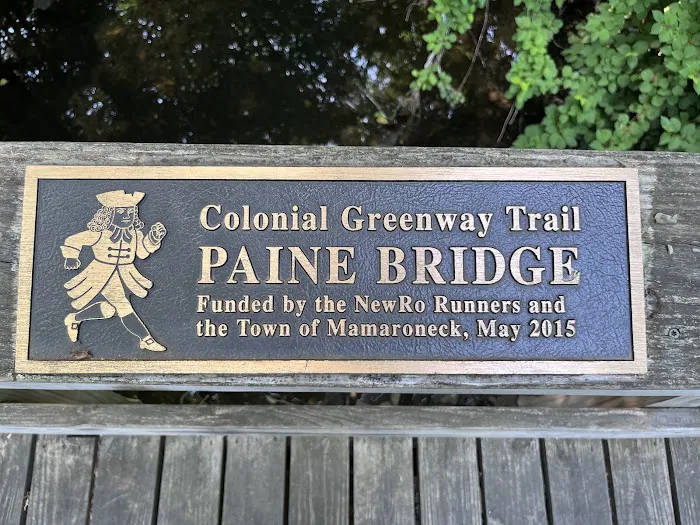 Colonial Greenway Trail
PAINE BRIDGE
Funded by the NewRo Runners and
the Town of Mamaroneck, May 2015